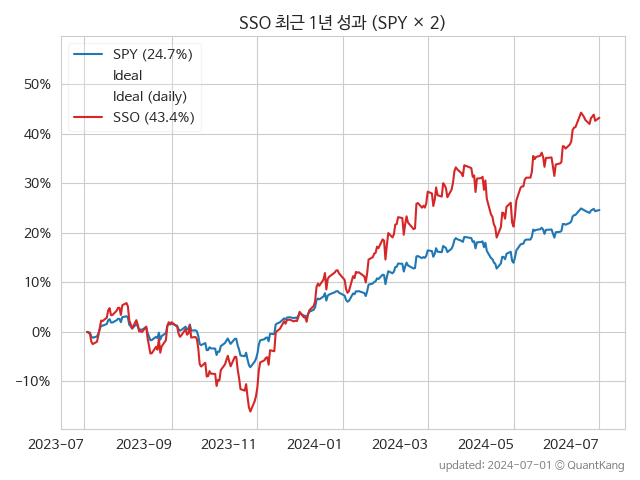 SSO 최근 1년 성과 (SPY × 2)
SPY (24.7%)
Ideal
Ideal (daily)
SSO (43.4%)
50%
40%
30%
20%
10%
0%
−10%
2023-07 2023-09 2023-11 2024-01 2024-03 2024-05 2024-07
updated: 2024-07-01 © QuantKang